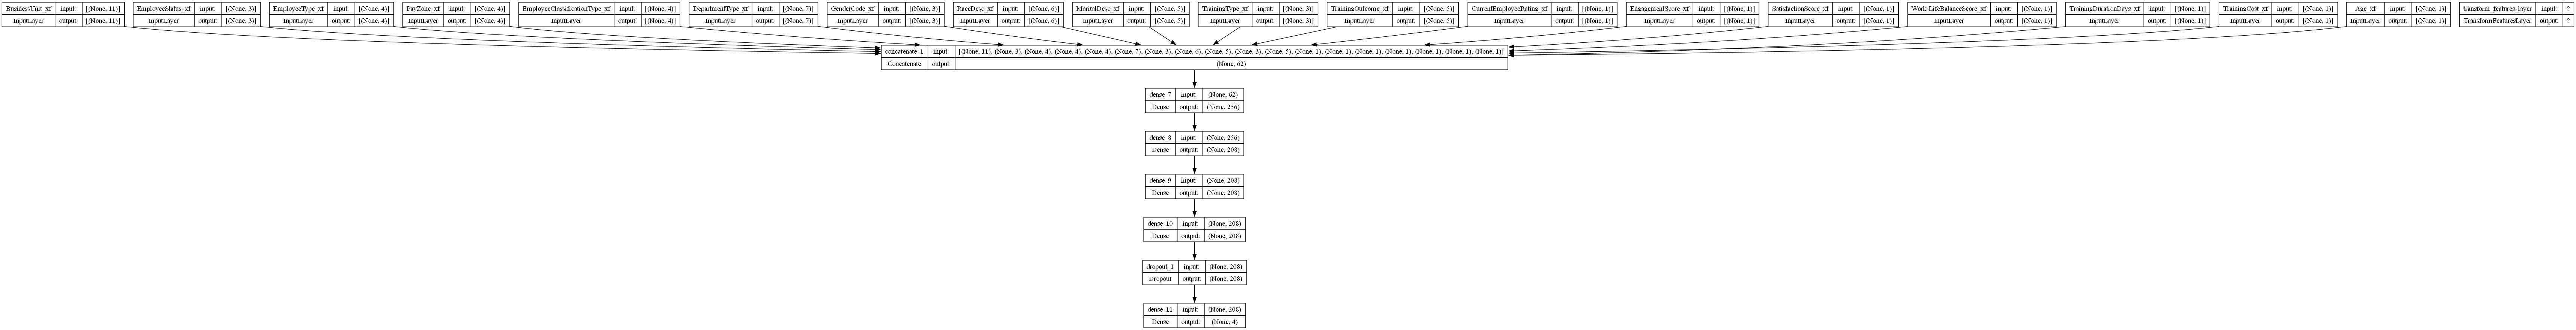 BusinessUnit_xf input: [(None, 11)]
InputLayer output: [(None, 11)]
EmployeeStatus_xf input: [(None, 3)]
InputLayer output: [(None, 3)]
EmployeeType_xf input: [(None, 4)]
InputLayer output: [(None, 4)]
PayZone_xf input: [(None, 4)]
InputLayer output: [(None, 4)]
EmployeeClassificationType_xf input: [(None, 4)]
InputLayer output: [(None, 4)]
DepartmentType_xf input: [(None, 7)]
InputLayer output: [(None, 7)]
GenderCode_xf input: [(None, 3)]
InputLayer output: [(None, 3)]
RaceDesc_xf input: [(None, 6)]
InputLayer output: [(None, 6)]
MaritalDesc_xf input: [(None, 5)]
InputLayer output: [(None, 5)]
TrainingType_xf input: [(None, 3)]
InputLayer output: [(None, 3)]
TrainingOutcome_xf input: [(None, 5)]
InputLayer output: [(None, 5)]
CurrentEmployeeRating_xf input: [(None, 1)]
InputLayer output: [(None, 1)]
EngagementScore_xf input: [(None, 1)]
InputLayer output: [(None, 1)]
SatisfactionScore_xf input: [(None, 1)]
InputLayer output: [(None, 1)]
Work-LifeBalanceScore_xf input: [(None, 1)]
InputLayer output: [(None, 1)]
TrainingDurationDays_xf input: [(None, 1)]
InputLayer output: [(None, 1)]
TrainingCost_xf input: [(None, 1)]
InputLayer output: [(None, 1)]
Age_xf input: [(None, 1)]
InputLayer output: [(None, 1)]
transform_features_layer input: ?
TransformFeaturesLayer output: ?
concatenate_1 input: [(None, 11), (None, 3), (None, 4), (None, 4), (None, 4), (None, 7), (None, 3), (None, 6), (None, 5), (None, 3), (None, 5), (None, 1), (None, 1), (None, 1), (None, 1), (None, 1), (None, 1), (None, 1)]
Concatenate output: (None, 62)
dense_7 input: (None, 62)
Dense output: (None, 256)
dense_8 input: (None, 256)
Dense output: (None, 208)
dense_9 input: (None, 208)
Dense output: (None, 208)
dense_10 input: (None, 208)
Dense output: (None, 208)
dropout_1 input: (None, 208)
Dropout output: (None, 208)
dense_11 input: (None, 208)
Dense output: (None, 4)